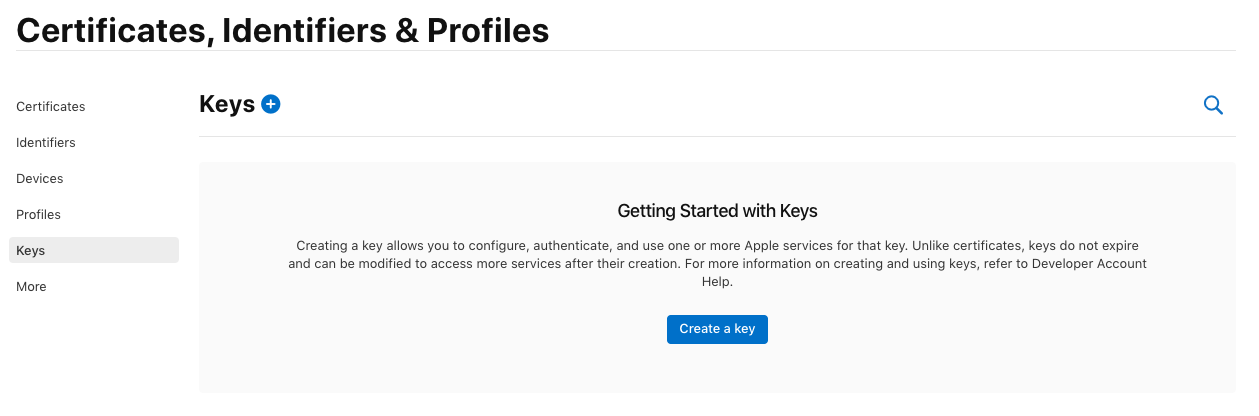 Certificates, Identifiers & Profiles
Certificates
Identifiers
Devices
Profiles
Keys
More
Keys
Getting Started with Keys
Creating a key allows you to configure, authenticate, and use one or more Apple services for that key. Unlike certificates, keys do not expire
and can be modified to access more services after their creation. For more information on creating and using keys, refer to Developer Account
Help.
Create a key